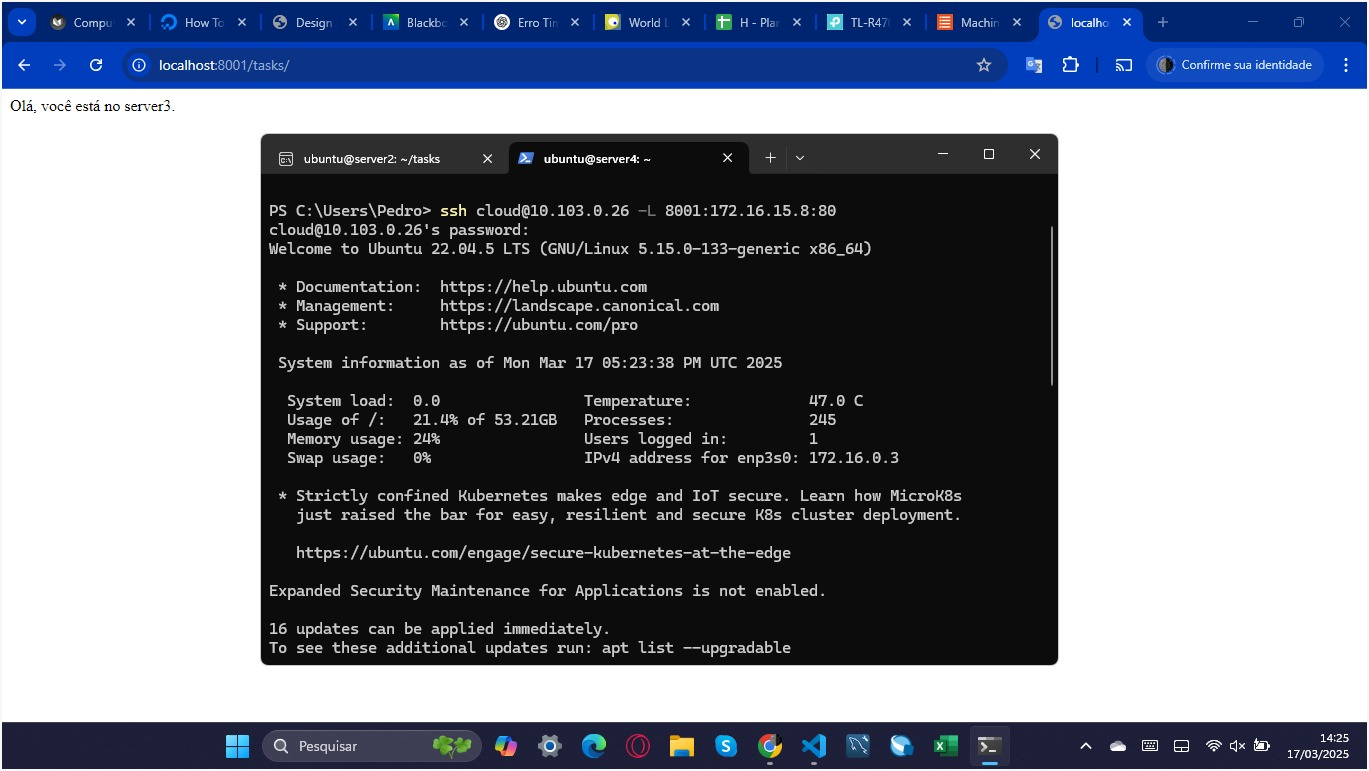 Compu
How To
Design
Blackbo
Erro Tin
World L
H - Plan
TL-R470
Machin
localho
localhost:8001/tasks/
Confirme sua identidade
Olá, você está no server3.
ubuntu@server2: ~/tasks
ubuntu@server4: ~
PS C:\Users\Pedro> ssh cloud@10.103.0.26 -L 8001:172.16.15.8:80
cloud@10.103.0.26's password:
Welcome to Ubuntu 22.04.5 LTS (GNU/Linux 5.15.0-133-generic x86_64)
* Documentation: https://help.ubuntu.com
* Management: https://landscape.canonical.com
* Support: https://ubuntu.com/pro
System information as of Mon Mar 17 05:23:38 PM UTC 2025
System load: 0.0 Temperature: 47.0 C
Usage of /: 21.4% of 53.21GB Processes: 245
Memory usage: 24% Users logged in: 1
Swap usage: 0% IPv4 address for enp3s0: 172.16.0.3
* Strictly confined Kubernetes makes edge and IoT secure. Learn how MicroK8s
just raised the bar for easy, resilient and secure K8s cluster deployment.
https://ubuntu.com/engage/secure-kubernetes-at-the-edge
Expanded Security Maintenance for Applications is not enabled.
16 updates can be applied immediately.
To see these additional updates run: apt list --upgradable
Pesquisar
14:25
17/03/2025